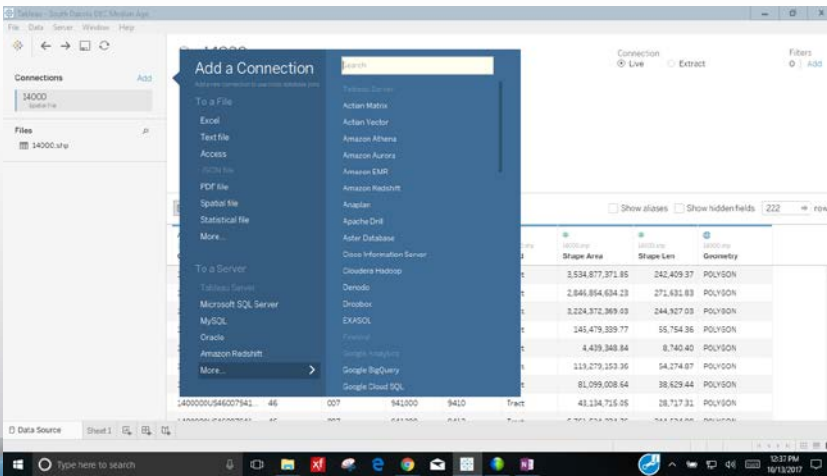 Tableau - South Dakota EEC Median Age
File Data Server Window Help
Connections Add
14000
Spatial file
Files
14000.shp
Connection
Live Extract
Filters
0 Add
Add a Connection
To a File
Excel
Text file
Access
JSON file
PDF file
Spatial file
Statistical file
More...
To a Server
Tableau Server
Microsoft SQL Server
MySQL
Oracle
Amazon Redshift
More...
Search
Tableau Server
Actian Matrix
Actian Vector
Amazon Athena
Amazon Aurora
Amazon EMR
Amazon Redshift
Anaplan
Apache Drill
Aster Database
Cisco Information Server
Cloudera Hadoop
Denodo
Dropbox
EXASOL
Firebird
Google Analytics
Google BigQuery
Google Cloud SQL
Show aliases Show hidden fields 222 rows
14000.shp 14000.shp 14000.shp
Shape Area Shape Len Geometry
3,534,877,371.85 242,409.37 POLYGON
2,846,854,634.23 271,631.83 POLYGON
3,224,372,369.03 244,927.03 POLYGON
145,479,339.77 55,754.36 POLYGON
4,439,348.84 8,740.40 POLYGON
113,279,153.36 54,274.87 POLYGON
81,099,008.64 38,629.44 POLYGON
1400000US46007941... 46 007 941000 9410 Tract 43,134,715.05 28,717.31 POLYGON
Data Source Sheet 1
Type here to search
12:37 PM
10/13/2017